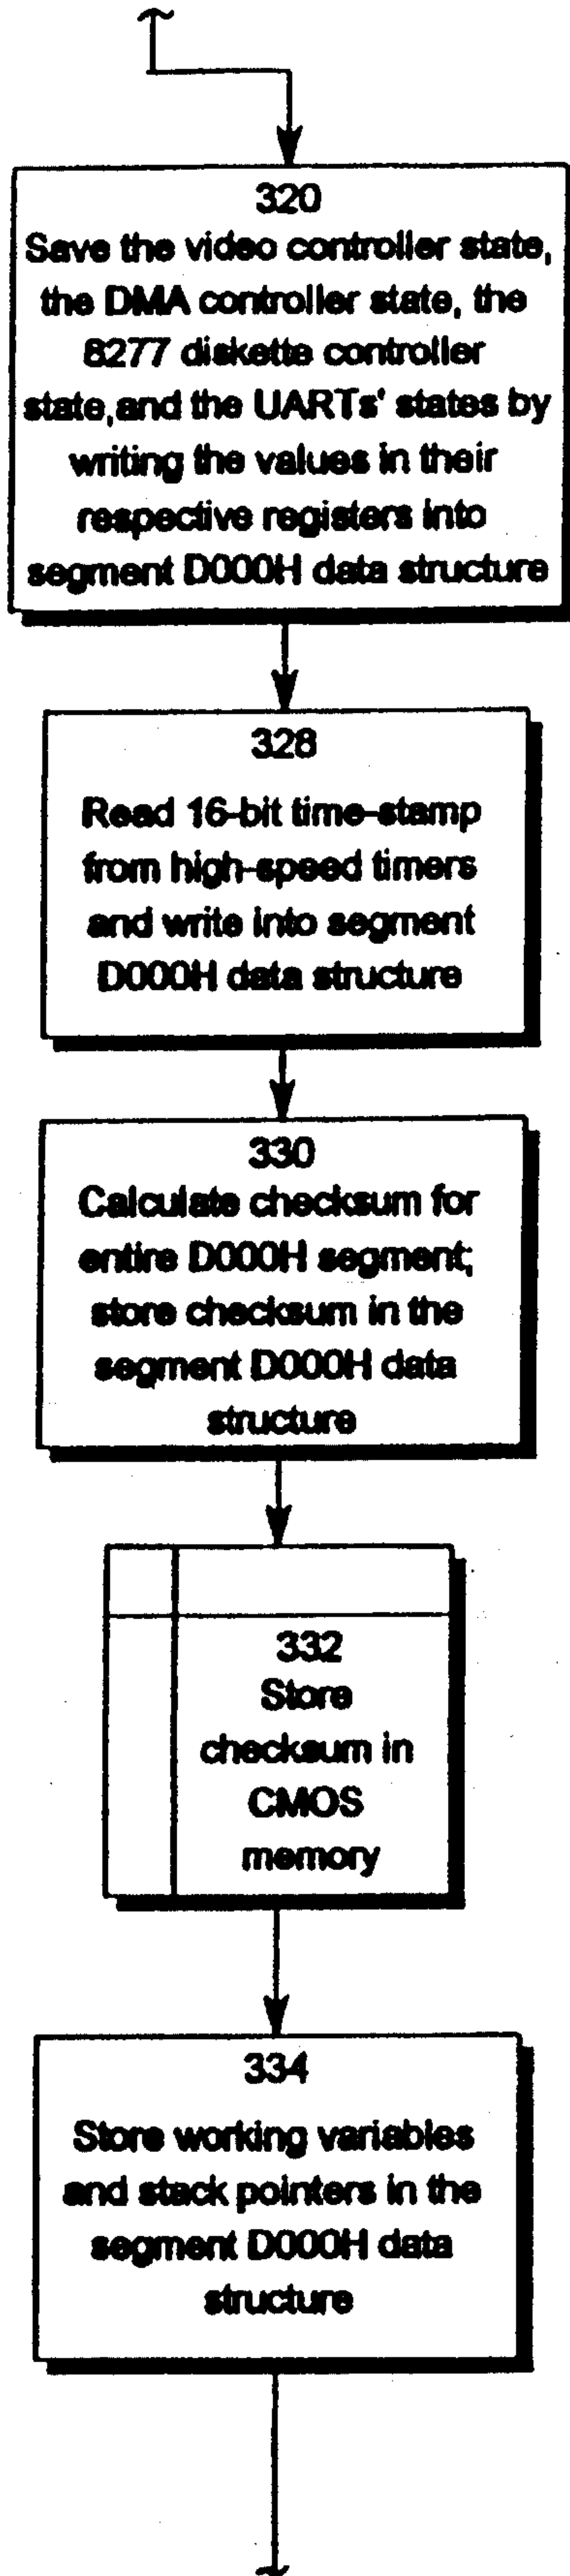 320
Save the video controller state,
the DMA controller state, the
8277 diskette controller
state,and the UARTs' states by
writing the values in their
respective registers into
segment D000H data structure
328
Read 16-bit time-stamp
from high-speed timers
and write into segment
D000H data structure
330
Calculate checksum for
entire D000H segment;
store checksum in the
segment D000H data
structure
332
Store
checksum in
CMOS
memory
334
Store working variables
and stack pointers in the
segment D000H data
structure